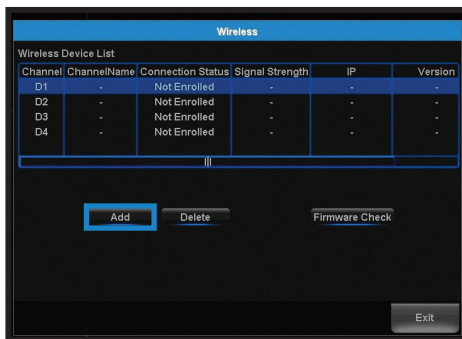 Wireless
Wireless Device List
Channel ChannelName Connection Status Signal Strength IP Version
D1 - Not Enrolled - - -
D2 - Not Enrolled - - -
D3 - Not Enrolled - - -
D4 - Not Enrolled - - -
Add Delete Firmware Check
Exit